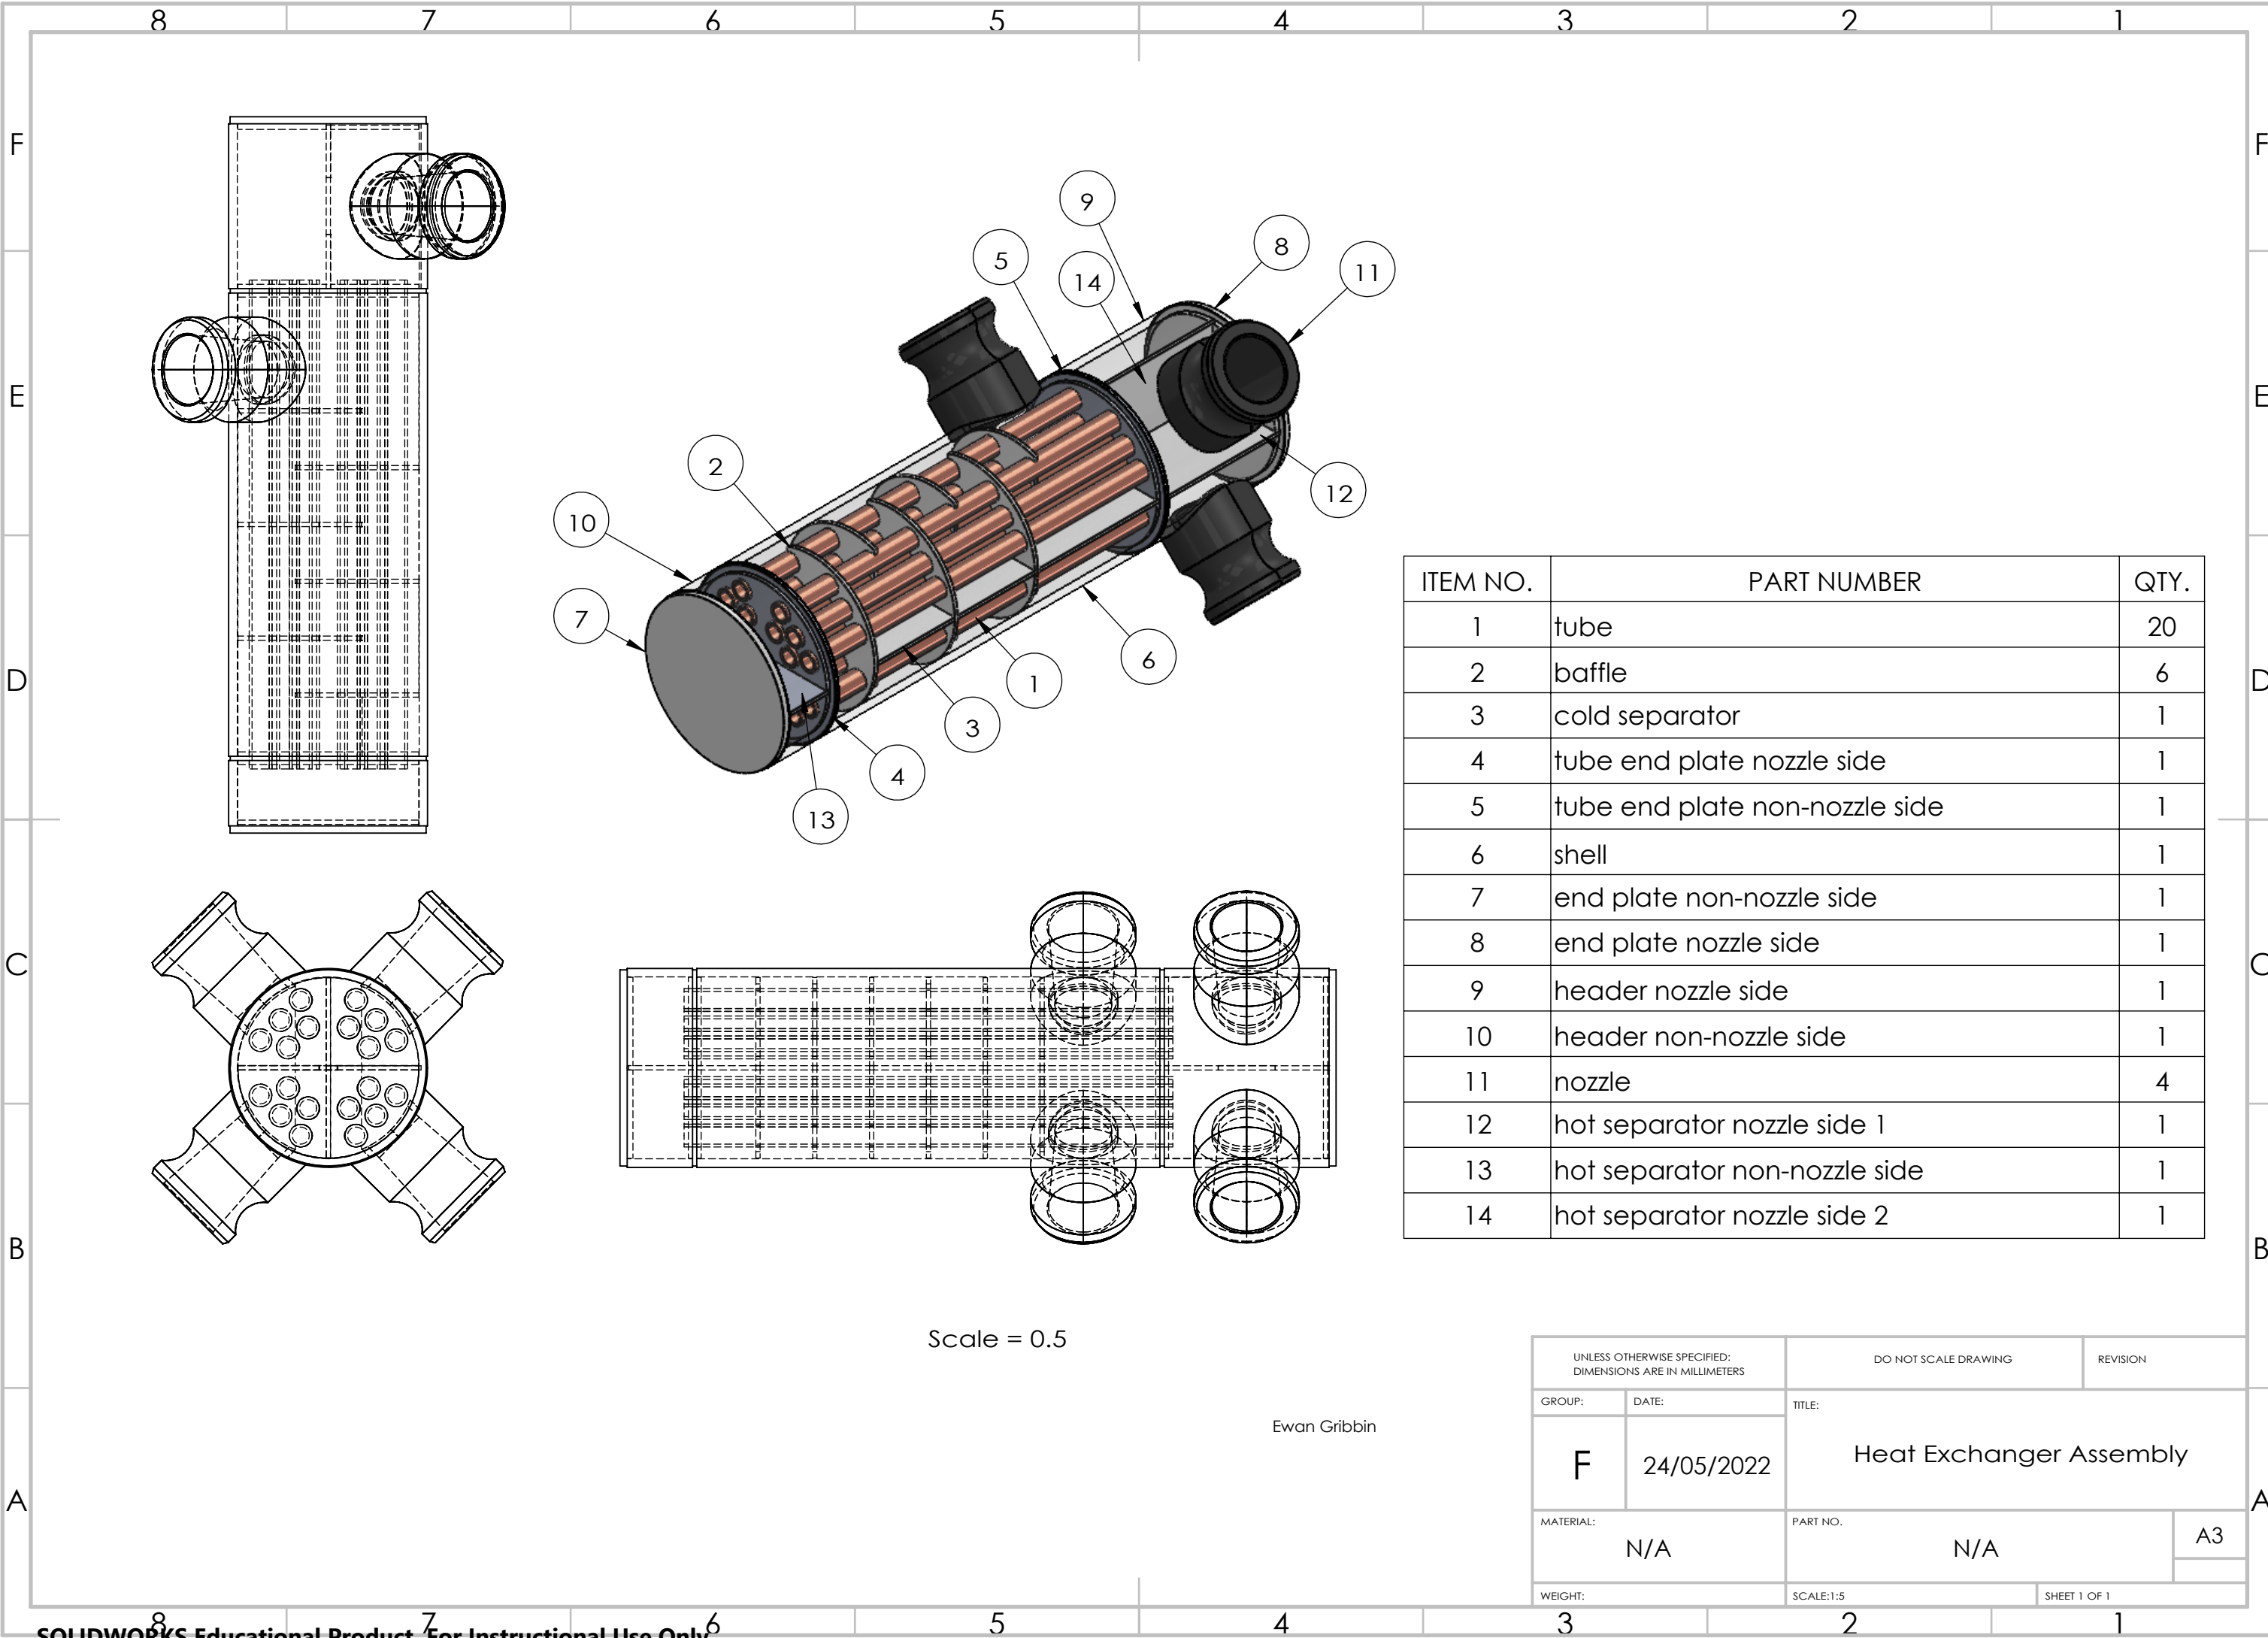 8 7 6 5 4 3 2 1
F F
E E
D D
C C
B B
A A
9
8
5
11
14
2
12
10
7
6
1
3
4
13
ITEM NO. PART NUMBER QTY.
1 tube 20
2 baffle 6
3 cold separator 1
4 tube end plate nozzle side 1
5 tube end plate non-nozzle side 1
6 shell 1
7 end plate non-nozzle side 1
8 end plate nozzle side 1
9 header nozzle side 1
10 header non-nozzle side 1
11 nozzle 4
12 hot separator nozzle side 1 1
13 hot separator non-nozzle side 1
14 hot separator nozzle side 2 1
Scale = 0.5
Ewan Gribbin
UNLESS OTHERWISE SPECIFIED:
DIMENSIONS ARE IN MILLIMETERS
DO NOT SCALE DRAWING
REVISION
GROUP:
F
DATE:
24/05/2022
TITLE:
Heat Exchanger Assembly
MATERIAL:
N/A
PART NO.
N/A
A3
WEIGHT:
SCALE:1:5
SHEET 1 OF 1
8 7 6 5 4 3 2 1
SOLIDWORKS Educational Product. For Instructional Use Only.